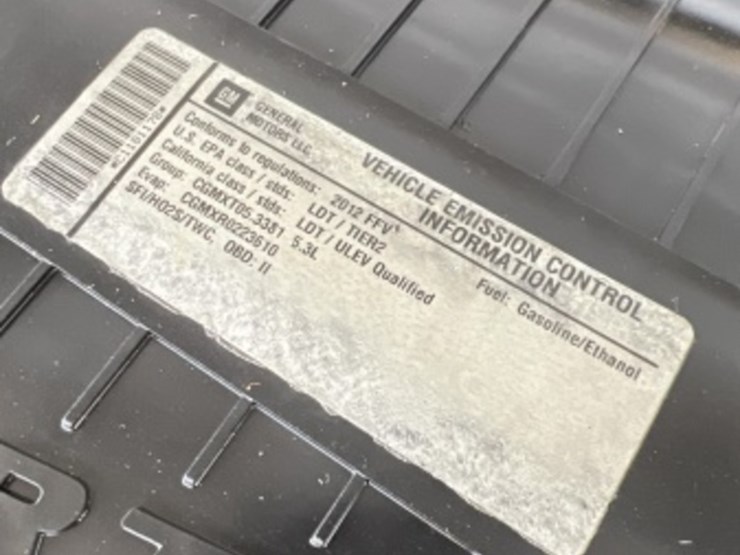 GM
GENERAL
MOTORS LLC
VEHICLE EMISSION CONTROL
INFORMATION
Conforms to regulations: 2012 FFV
U.S. EPA class / stds: LDT / TIER2
California class / stds: LDT / ULEV Qualified
Group: CGMXT05.3381 5.3L
Evap: CGMXR0223610
SFI/HO2S/TWC, OBD: II
Fuel: Gasoline/Ethanol